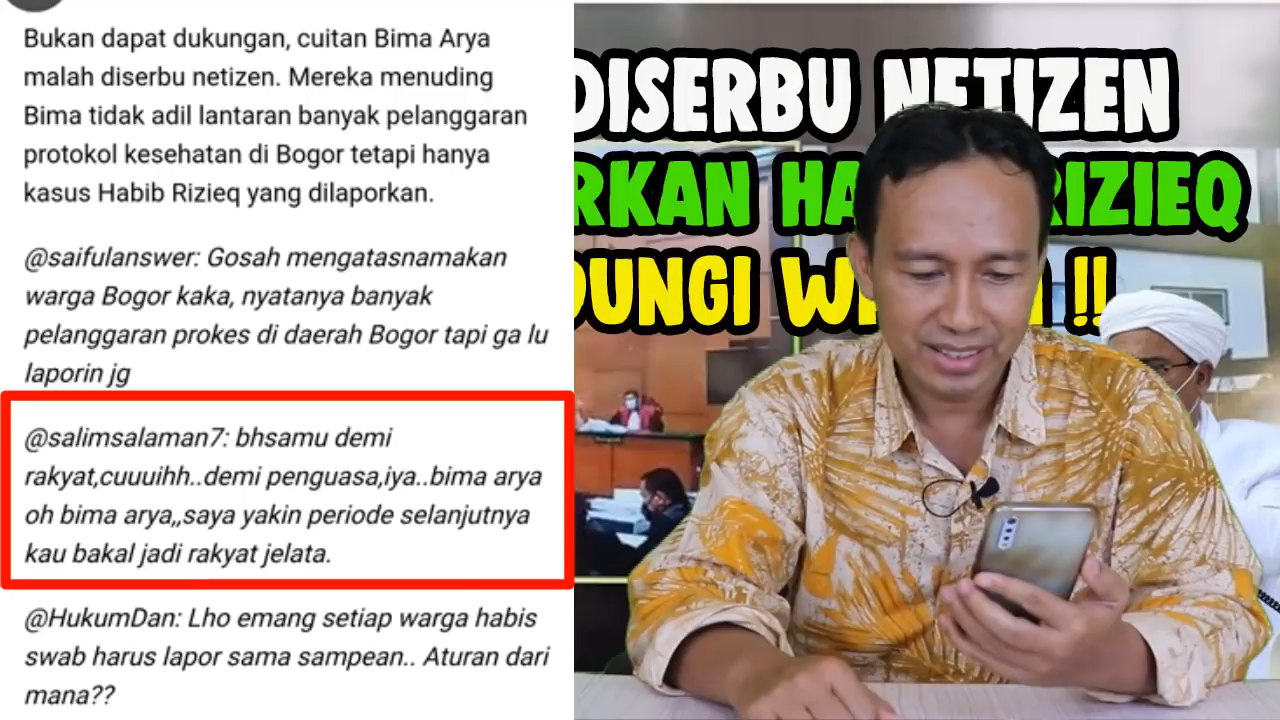 Bukan dapat dukungan, cuitan Bima Arya
malah diserbu netizen. Mereka menuding
Bima tidak adil lantaran banyak pelanggaran
protokol kesehatan di Bogor tetapi hanya
kasus Habib Rizieq yang dilaporkan.
@saifulanswer: Gosah mengatasnamakan
warga Bogor kaka, nyatanya banyak
pelanggaran prokes di daerah Bogor tapi ga lu
laporin jg
@salimsalaman7: bhsamu demi
rakyat,cuuuihh..demi penguasa,iya..bima arya
oh bima arya,,saya yakin periode selanjutnya
kau bakal jadi rakyat jelata.
@HukumDan: Lho emang setiap warga habis
swab harus lapor sama sampean.. Aturan dari
mana??
DISERBU NETIZEN
RKAN HA RIZIEQ
DUNGI W !!